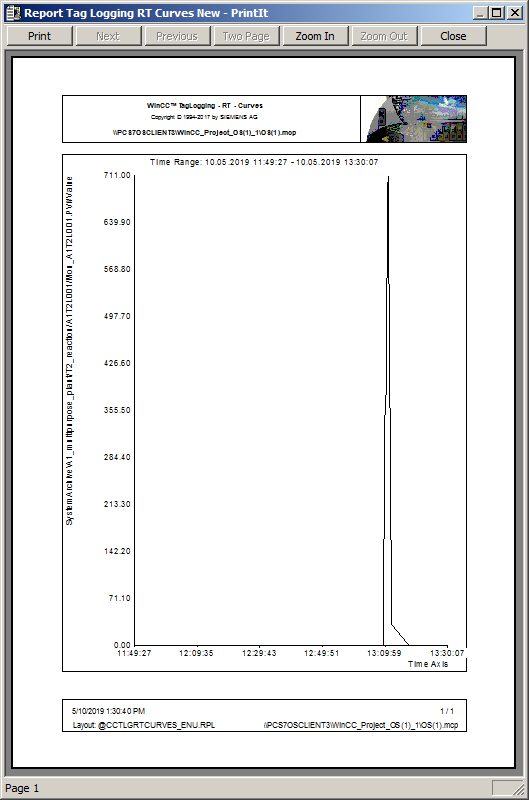 Report Tag Logging RT Curves New - PrintIt
Print Next Previous Two Page Zoom In Zoom Out Close
WinCC™ TagLogging - RT - Curves
Copyright © 1994-2017 by SIEMENS AG
\\PCS7OSCLIENT3\WinCC_Project_OS(1)_1\OS(1).mcp
Time Range: 10.05.2019 11:49:27 - 10.05.2019 13:30:07
SystemArchive\A1_multipurpose_plant/T2_reaction/A1T2L001/Mon_A1T2L001.PV#Value
711.00
639.90
568.80
497.70
426.60
355.50
284.40
213.30
142.20
71.10
0.00
11:49:27 12:09:35 12:29:43 12:49:51 13:09:59 13:30:07
Time Axis
5/10/2019 1:30:40 PM 1 / 1
Layout: @CCTLGRTCURVES_ENU.RPL \\PCS7OSCLIENT3\WinCC_Project_OS(1)_1\OS(1).mcp
Page 1